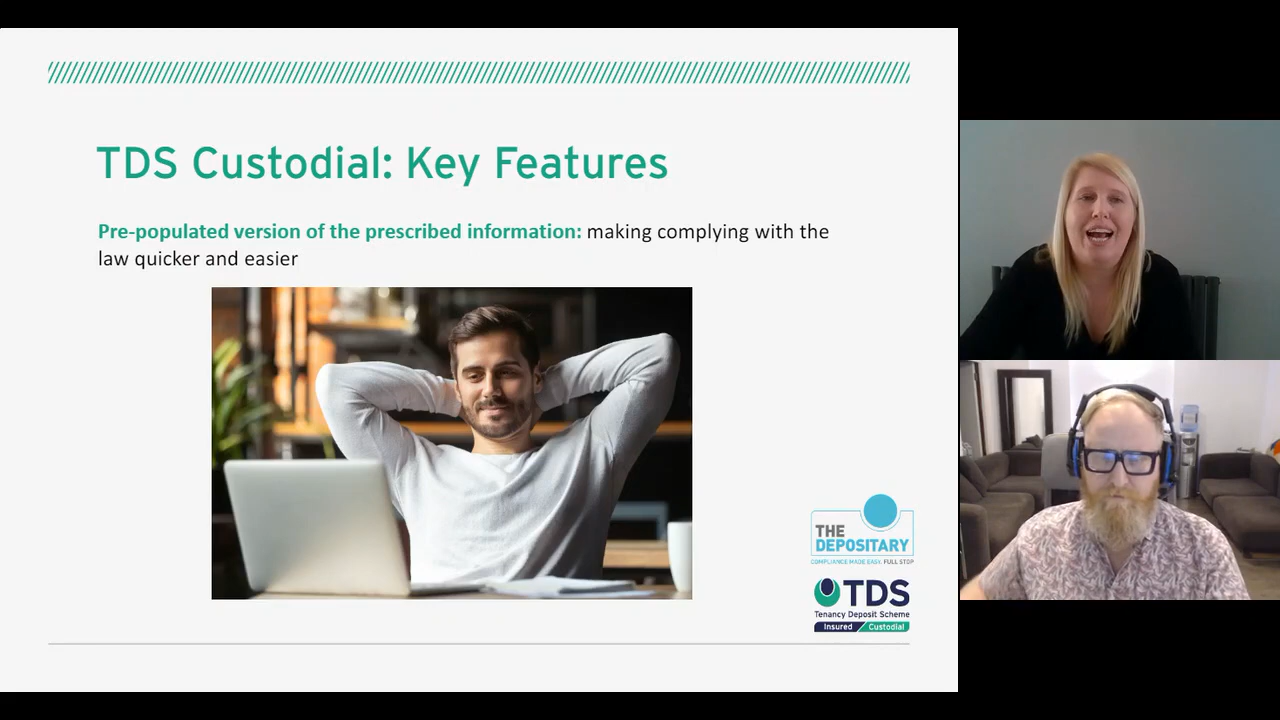 TDS Custodial: Key Features
Pre-populated version of the prescribed information: making complying with the
law quicker and easier
THE
DEPOSITARY
COMPLIANCE MADE EASY. FULL STOP
TDS
Tenancy Deposit Scheme
Insured Custodial